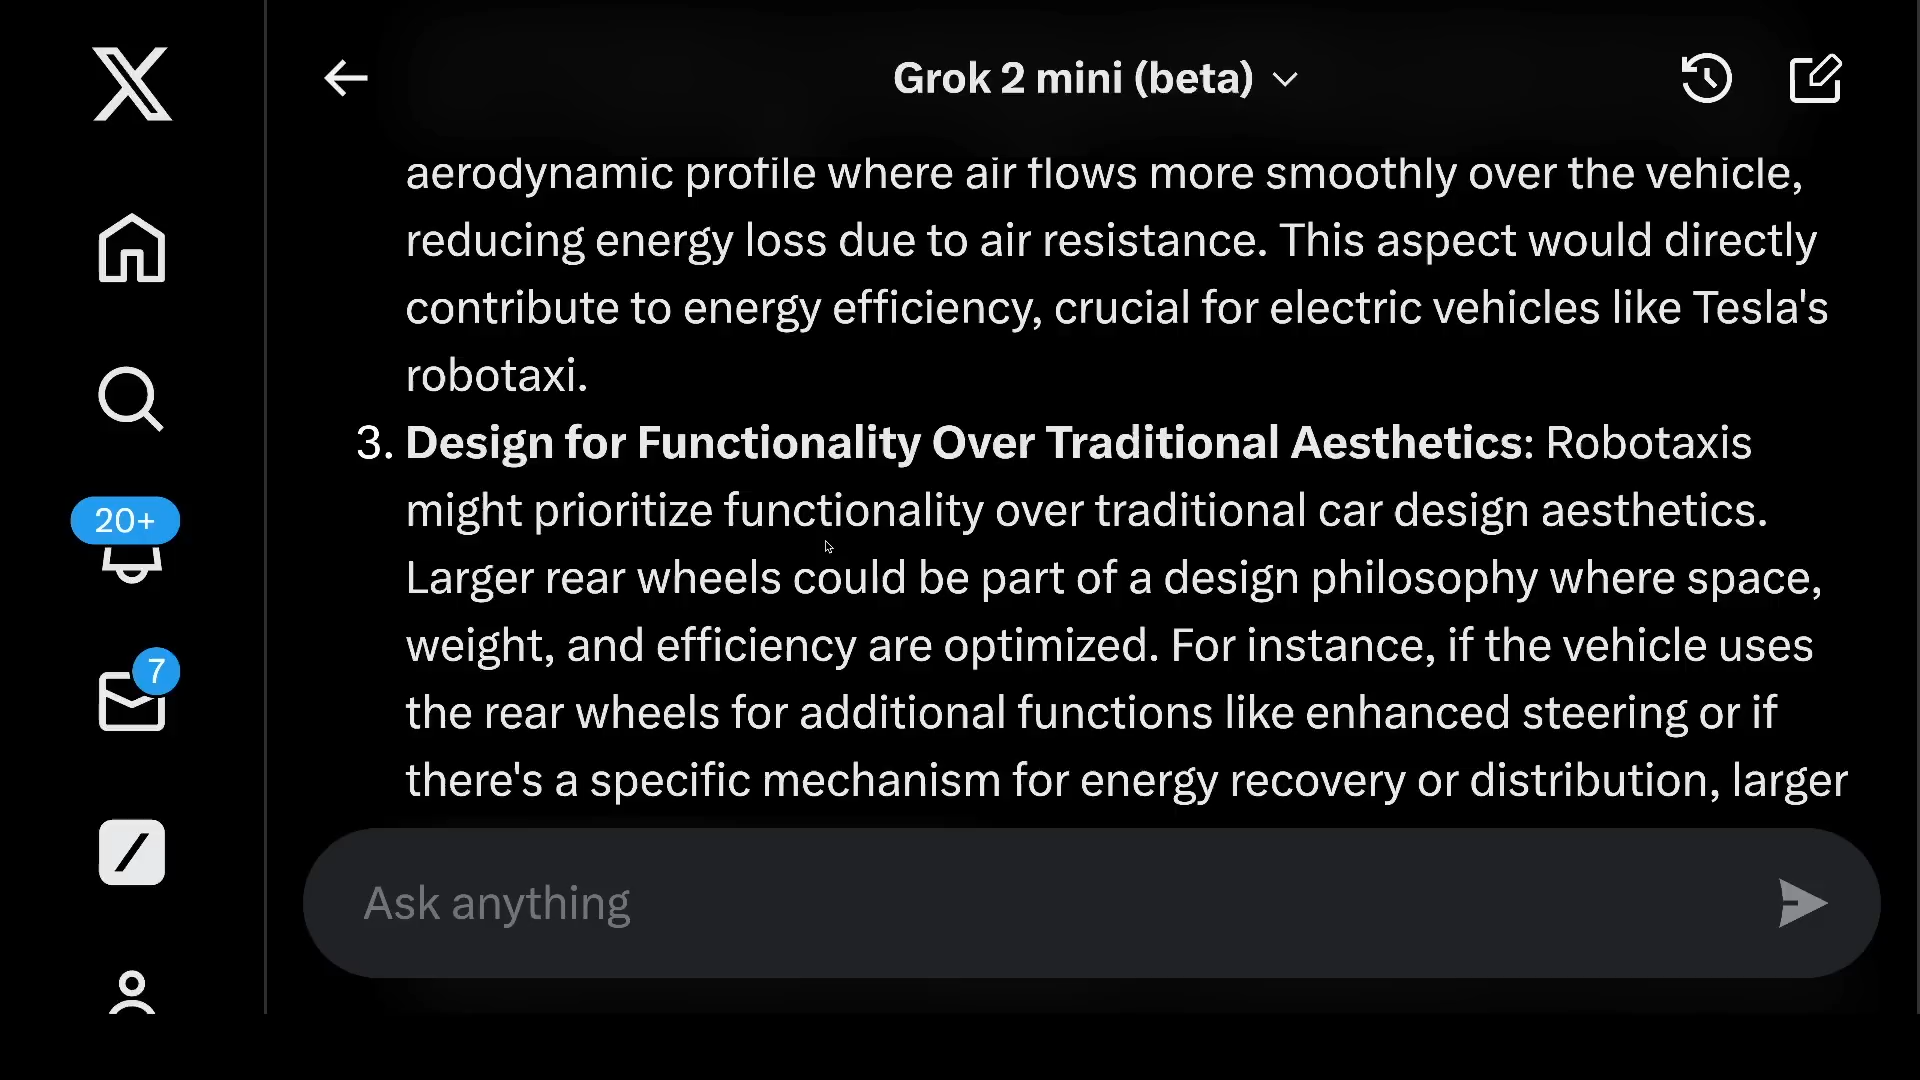 Grok 2 mini (beta)
aerodynamic profile where air flows more smoothly over the vehicle,
reducing energy loss due to air resistance. This aspect would directly
contribute to energy efficiency, crucial for electric vehicles like Tesla's
robotaxi.
3. Design for Functionality Over Traditional Aesthetics: Robotaxis
might prioritize functionality over traditional car design aesthetics.
Larger rear wheels could be part of a design philosophy where space,
weight, and efficiency are optimized. For instance, if the vehicle uses
the rear wheels for additional functions like enhanced steering or if
there's a specific mechanism for energy recovery or distribution, larger
20+
7
Ask anything